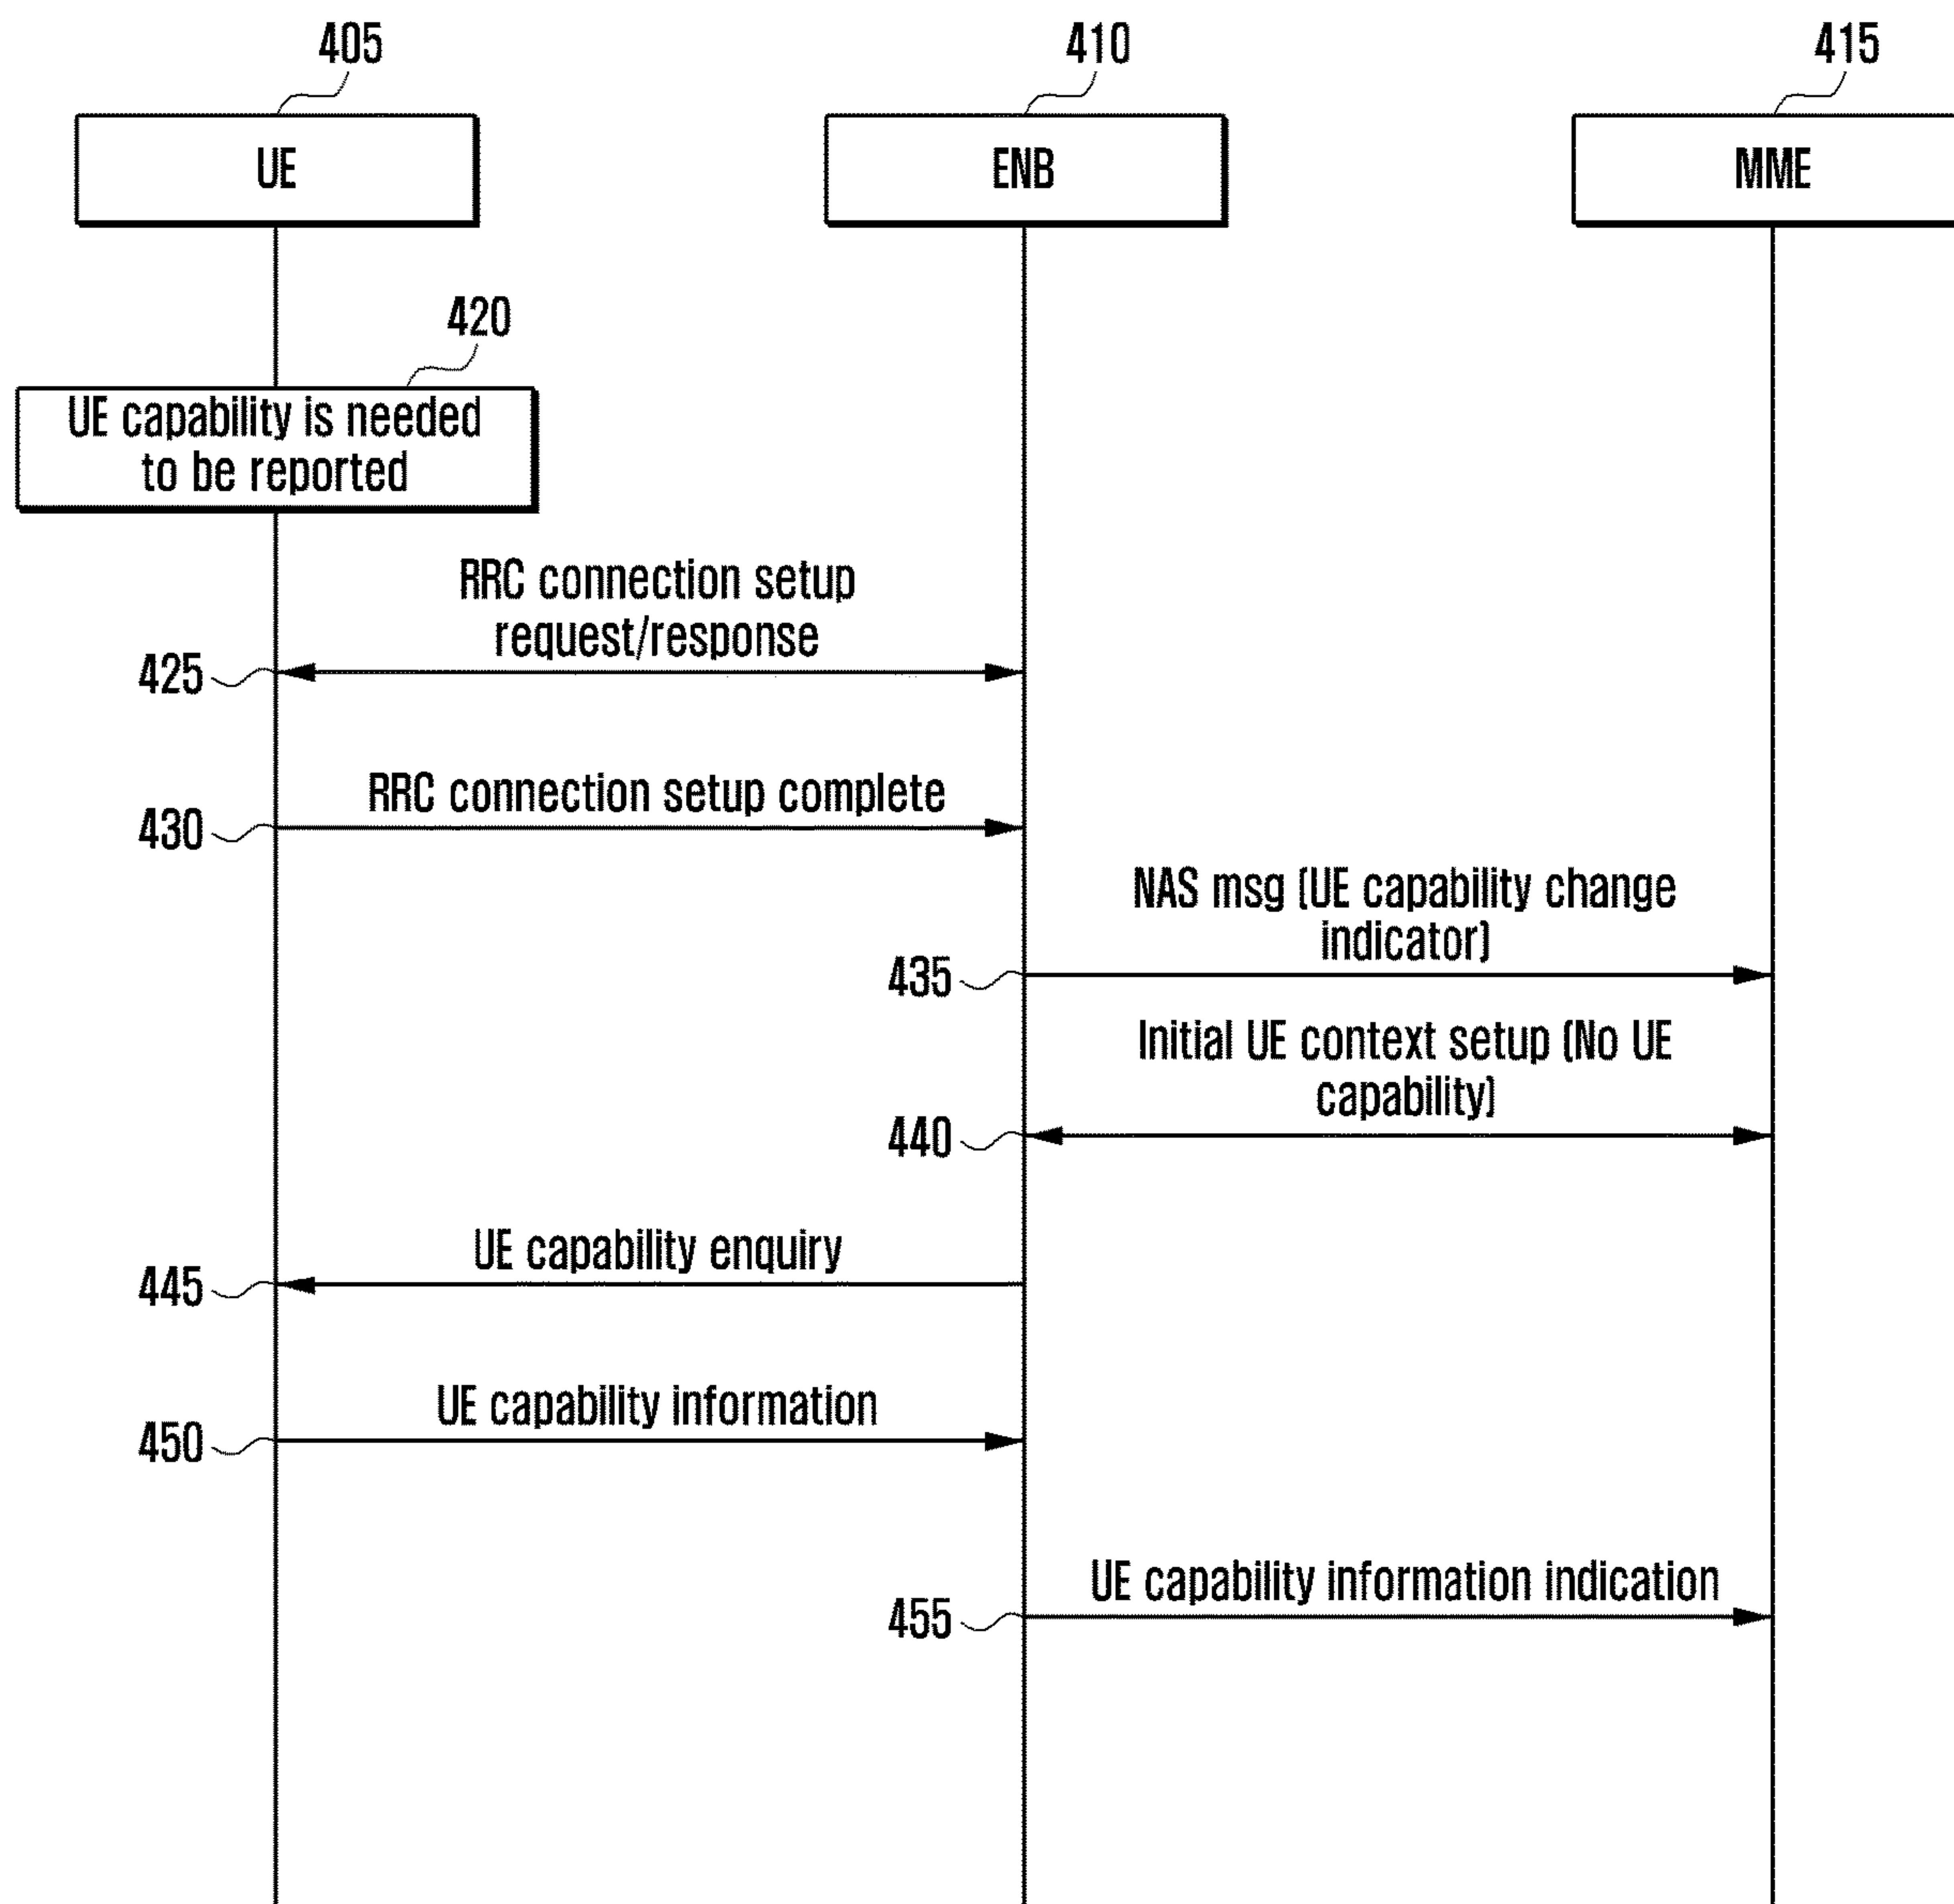 405
410
415
UE
ENB
MME
420
UE capability is needed
to be reported
RRC connection setup
request/response
425
RRC connection setup complete
430
NAS msg (UE capability change
indicator)
435
Initial UE context setup (No UE
capability)
440
UE capability enquiry
445
UE capability information
450
UE capability information indication
455